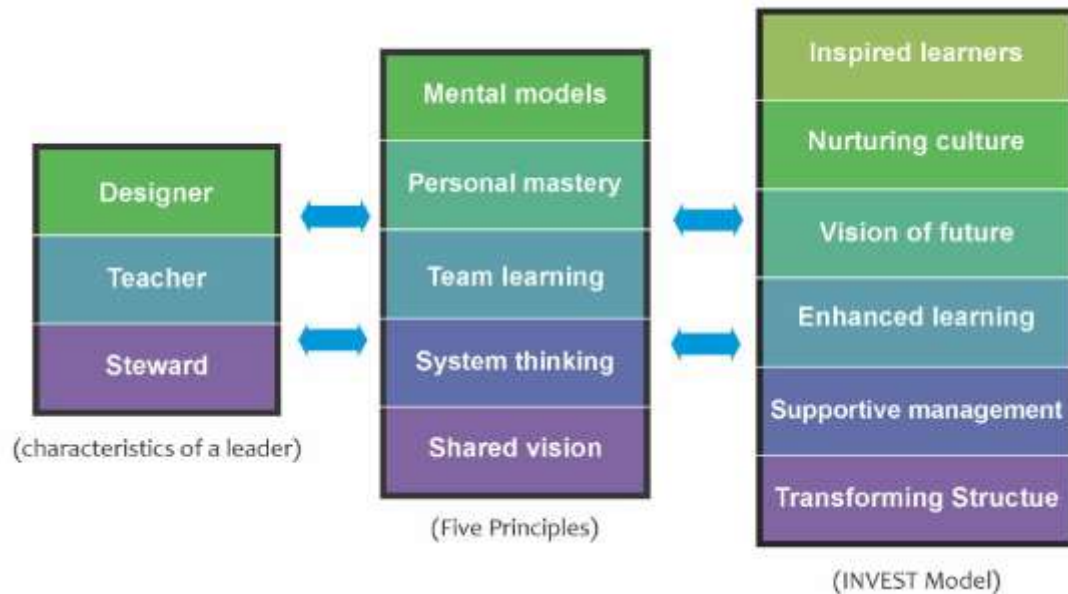 Designer
Teacher
Steward
(characteristics of a leader)
Mental models
Personal mastery
Team learning
System thinking
Shared vision
(Five Principles)
Inspired learners
Nurturing culture
Vision of future
Enhanced learning
Supportive management
Transforming Structue
(INVEST Model)